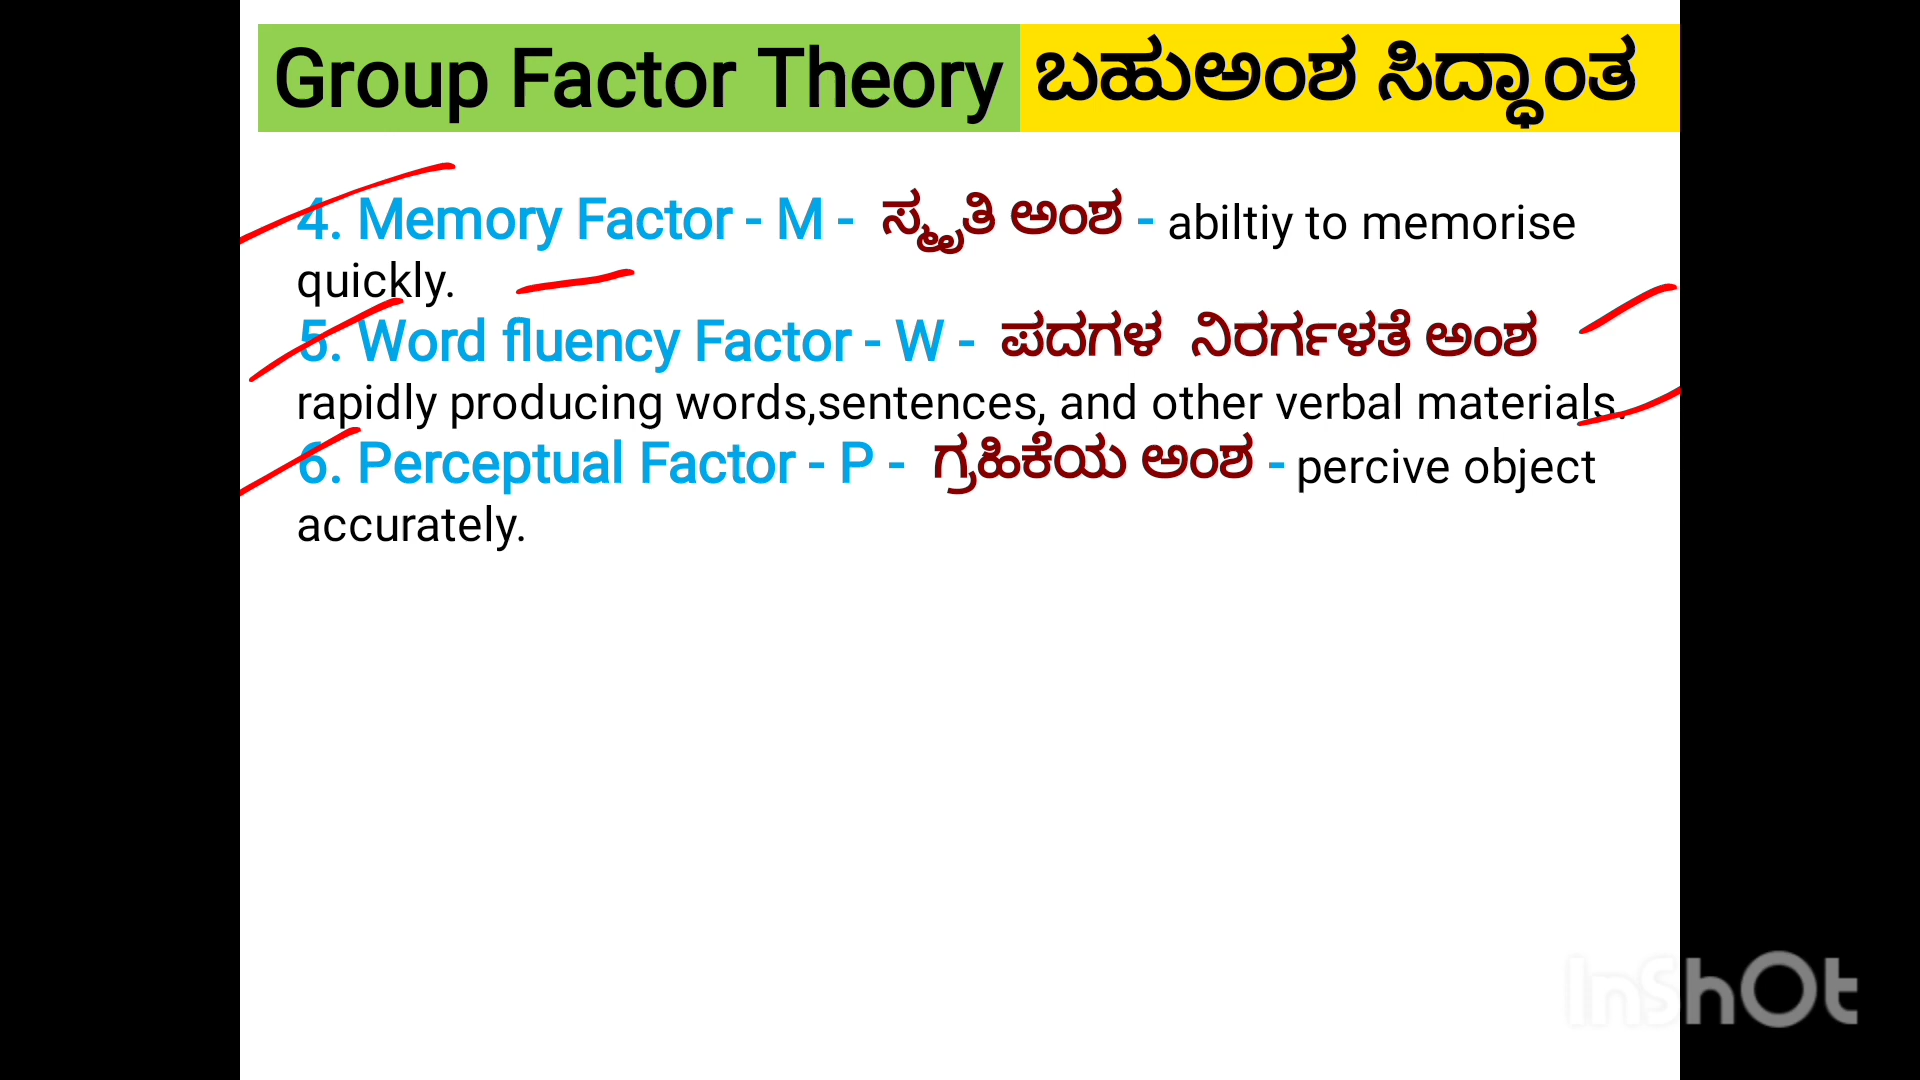 Group Factor Theory ಬಹುಅಂಶ ಸಿದ್ಧಾಂತ
4. Memory Factor - M - ಸ್ಮೃತಿ ಅಂಶ - abiltiy to memorise
quickly.
5. Word fluency Factor - W - ಪದಗಳ ನಿರರ್ಗಳತೆ ಅಂಶ
rapidly producing words,sentences, and other verbal materials.
6. Perceptual Factor - P - ಗ್ರಹಿಕೆಯ ಅಂಶ - percive object
accurately.
InShOt